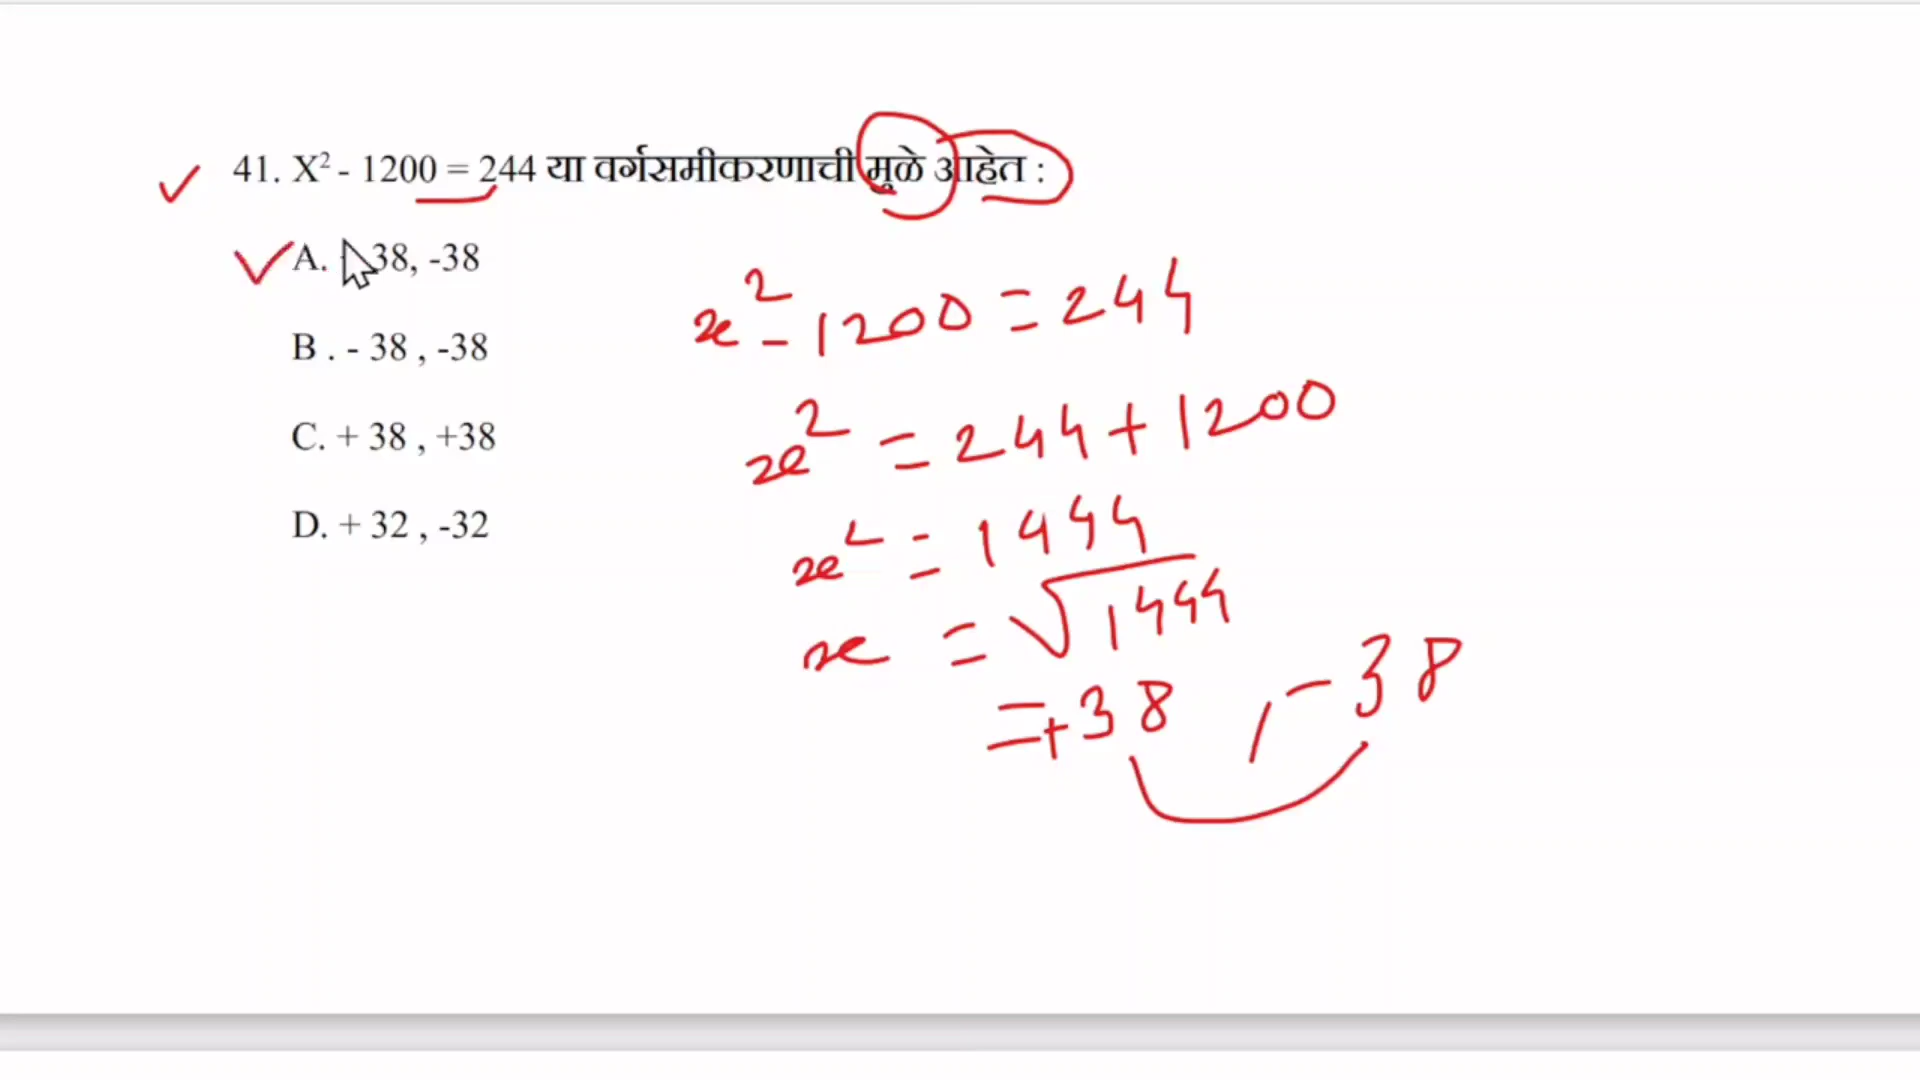 41. X² - 1200 = 244 या वर्गसमीकरणाची मुळे आहेत :
A. 38, -38
B . - 38 , -38
C. + 38 , +38
D. + 32 , -32
x² - 1200 = 244
x² = 244 + 1200
x² = 1444
x = √1444
= +38 , -38